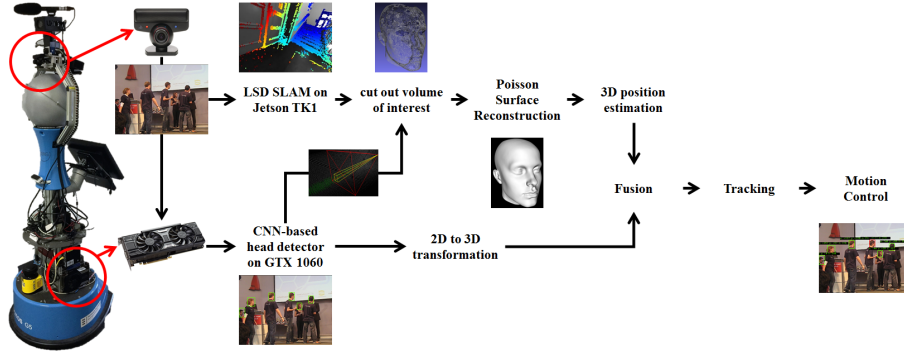 LSD SLAM on
Jetson TK1
cut out volume
of interest
Poisson
Surface
Reconstruction
3D position
estimation
Fusion
Tracking
Motion
Control
CNN-based
head detector
on GTX 1060
2D to 3D
transformation